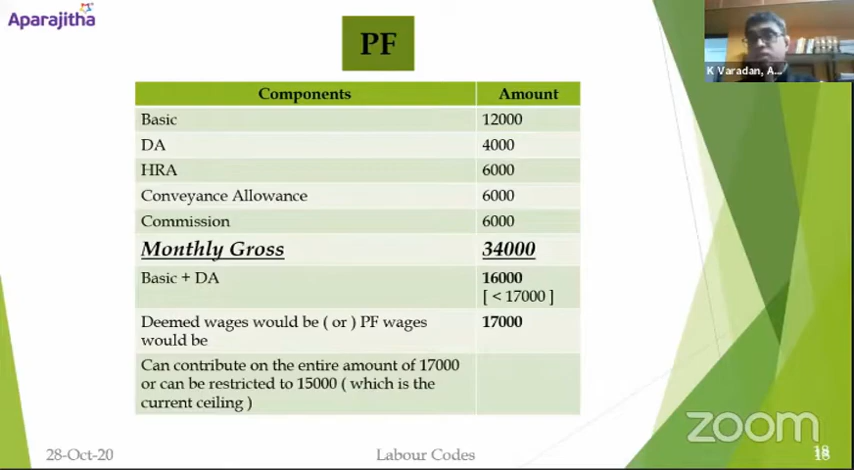 Aparajitha
PF
K Varadan, A...
Components Amount
Basic 12000
DA 4000
HRA 6000
Conveyance Allowance 6000
Commission 6000
Monthly Gross 34000
Basic + DA 16000
[ < 17000 ]
Deemed wages would be ( or ) PF wages 17000
would be
Can contribute on the entire amount of 17000
or can be restricted to 15000 ( which is the
current ceiling )
zoom
28-Oct-20 Labour Codes 18